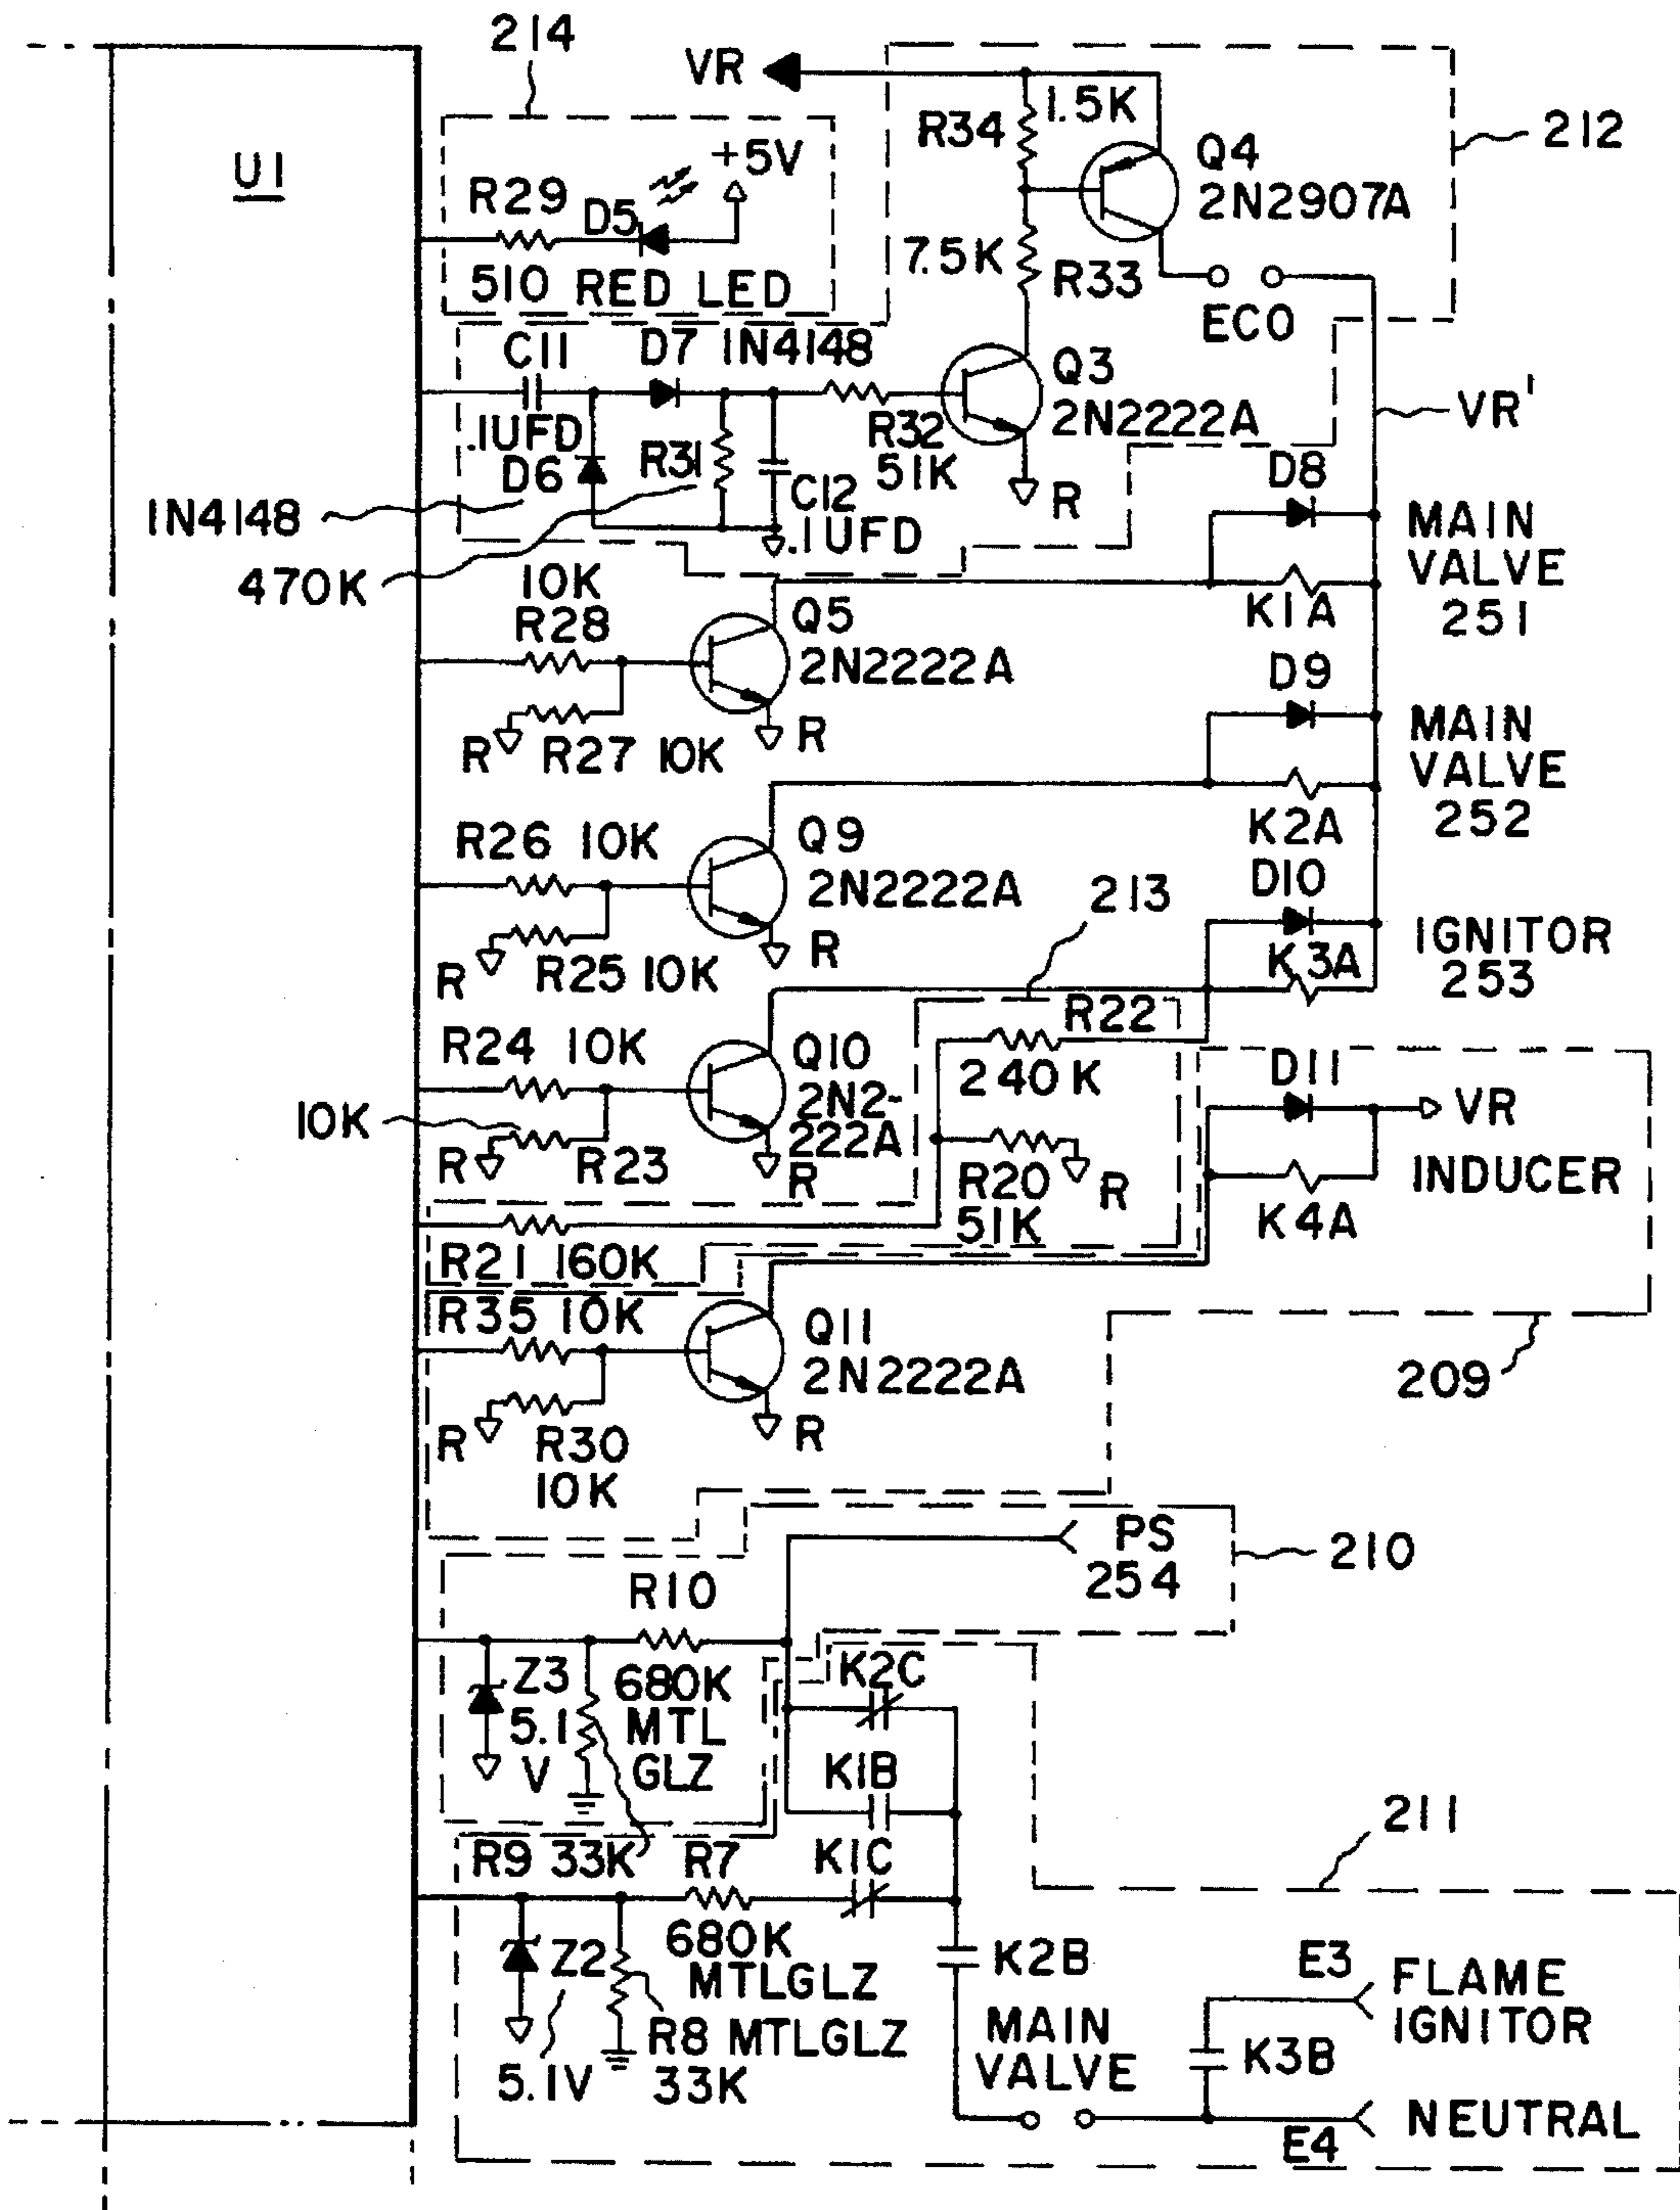 214
VR
212
U1
R34
1.5K
Q4
2N2907A
+5V
R29
D5
510 RED LED
7.5K
R33
ECO
C11
D7 1N4148
Q3
2N2222A
VR'
.1UFD
D6
R31
R32
51K
R
1N4148
C12
.1UFD
470K
D8
MAIN
VALVE
251
K1A
10K
R28
Q5
2N2222A
R
R27 10K
R
D9
MAIN
VALVE
252
K2A
R26 10K
Q9
2N2222A
R
R25 10K
R
213
D10
IGNITOR
253
K3A
R24 10K
Q10
2N2-
222A
R
10K
R
R23
R22
240K
R20
51K
R
D11
VR
INDUCER
K4A
R21 160K
R35 10K
Q11
2N2222A
R
R
R30
10K
209
PS
254
210
R10
680K
MTL
GLZ
Z3
5.1
V
K2C
K1B
211
R9 33K
R7
K1C
680K
MTLGLZ
Z2
5.1V
R8 MTLGLZ
33K
K2B
MAIN
VALVE
E3
FLAME
IGNITOR
K3B
NEUTRAL
E4